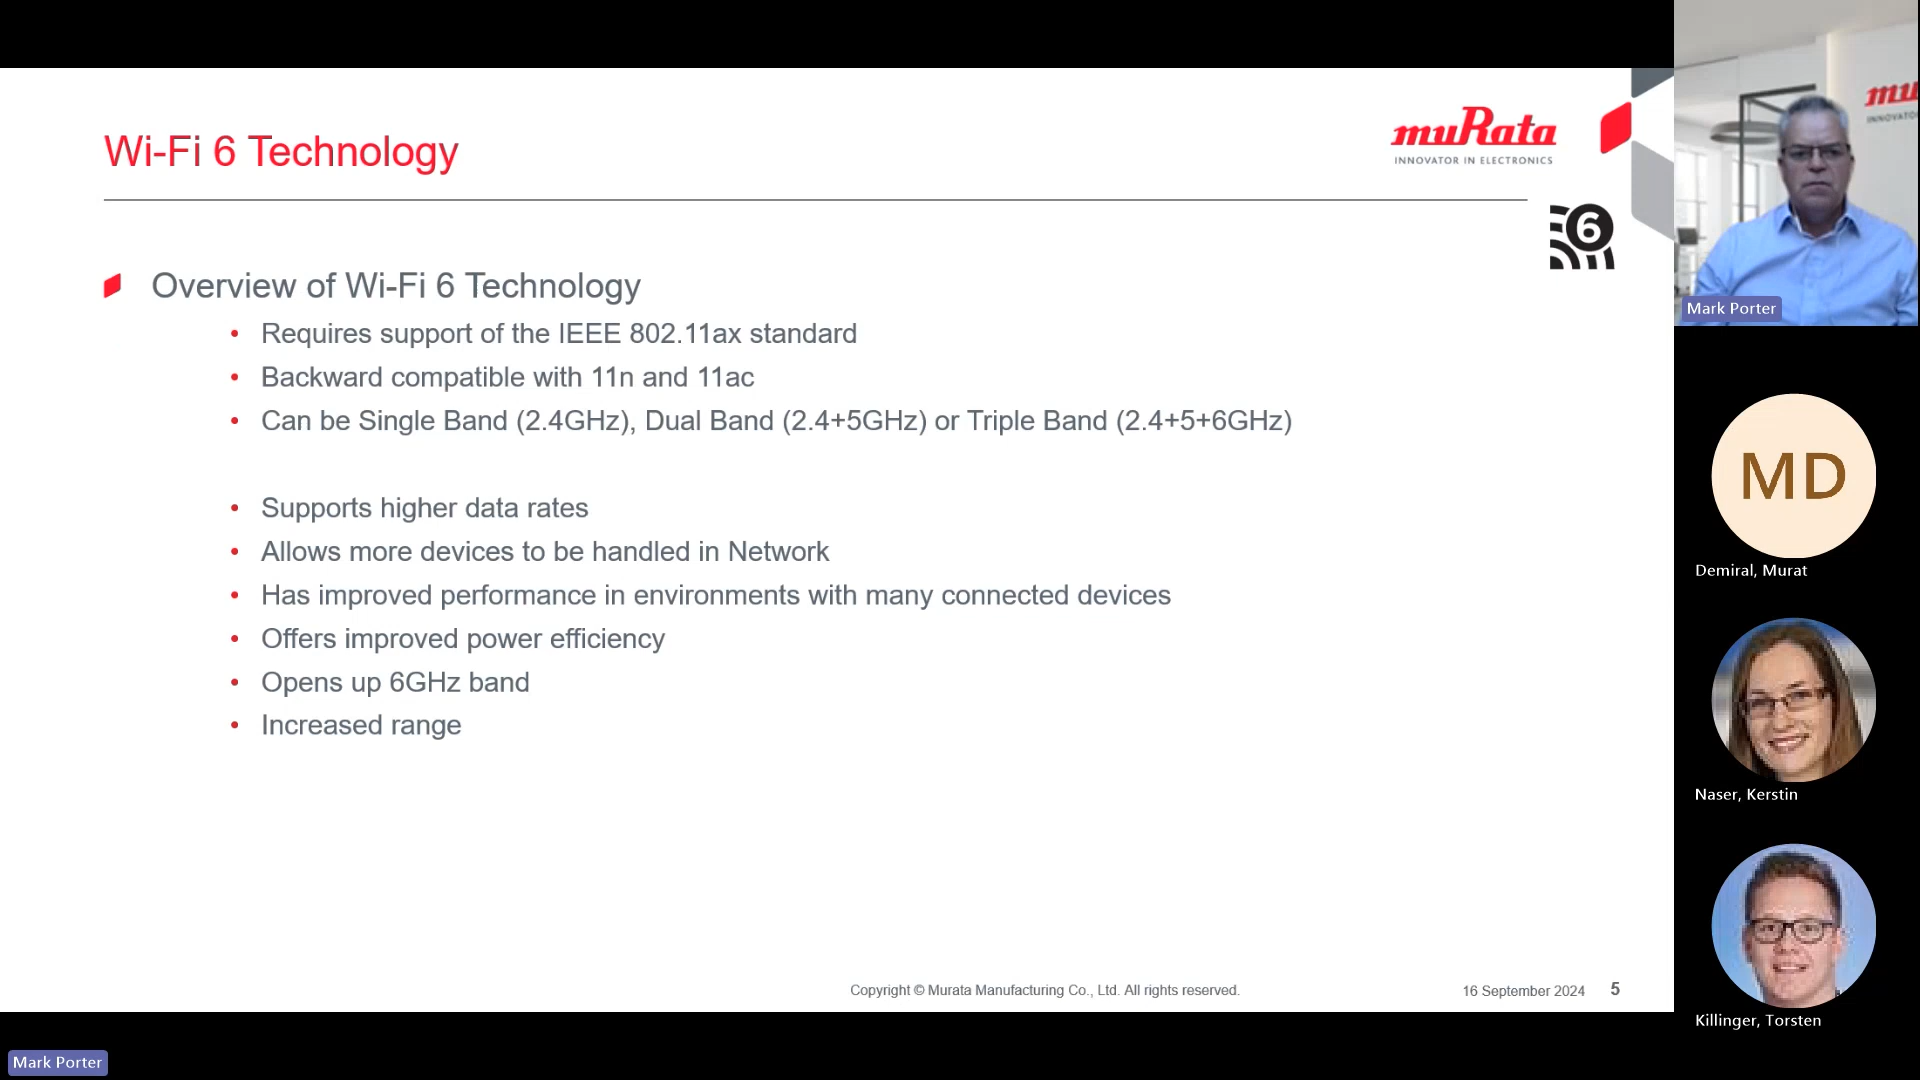 Wi-Fi 6 Technology
muRata
INNOVATOR IN ELECTRONICS
6
Overview of Wi-Fi 6 Technology
• Requires support of the IEEE 802.11ax standard
• Backward compatible with 11n and 11ac
• Can be Single Band (2.4GHz), Dual Band (2.4+5GHz) or Triple Band (2.4+5+6GHz)
• Supports higher data rates
• Allows more devices to be handled in Network
• Has improved performance in environments with many connected devices
• Offers improved power efficiency
• Opens up 6GHz band
• Increased range
Copyright © Murata Manufacturing Co., Ltd. All rights reserved.
16 September 2024
5
Mark Porter
mu
INNOVATO
Mark Porter
MD
Demiral, Murat
Naser, Kerstin
Killinger, Torsten